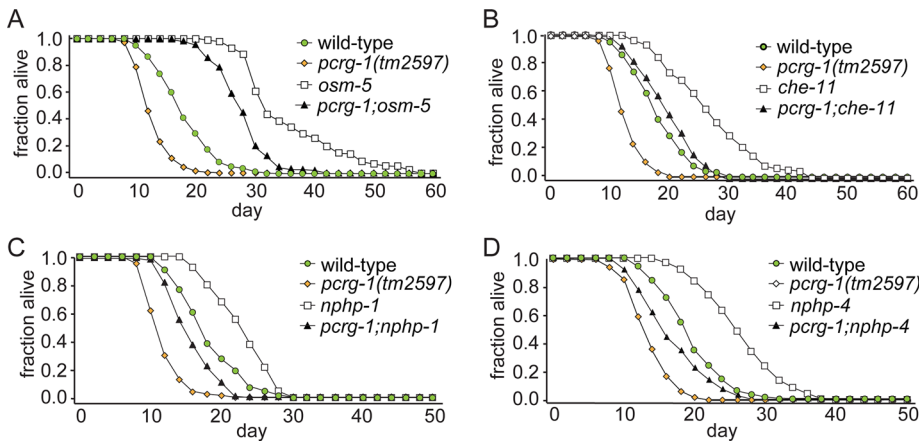 A
fraction alive
1.0
0.8
0.6
0.4
0.2
0.0
0
10
20
30
40
50
60
day
wild-type
pcrg-1(tm2597)
osm-5
pcrg-1;osm-5
B
fraction alive
1.0
0.8
0.6
0.4
0.2
0.0
0
10
20
30
40
50
60
day
wild-type
pcrg-1(tm2597)
che-11
pcrg-1;che-11
C
fraction alive
1.0
0.8
0.6
0.4
0.2
0.0
0
10
20
30
40
50
day
wild-type
pcrg-1(tm2597)
nphp-1
pcrg-1;nphp-1
D
fraction alive
1.0
0.8
0.6
0.4
0.2
0.0
0
10
20
30
40
50
day
wild-type
pcrg-1(tm2597)
nphp-4
pcrg-1;nphp-4